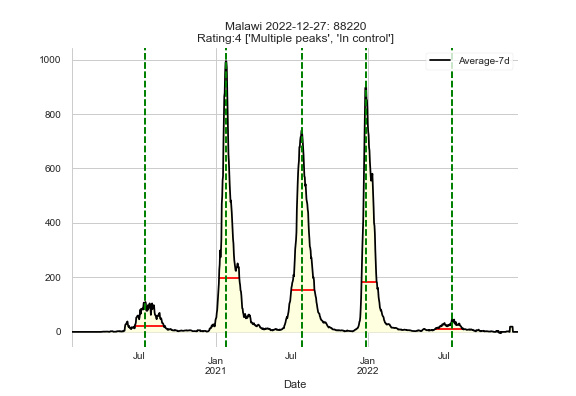 Malawi 2022-12-27: 88220
Rating:4 ['Multiple peaks', 'In control']
Average-7d
1000
800
600
400
200
0
Jul
Jan
2021
Jul
Jan
2022
Jul
Date